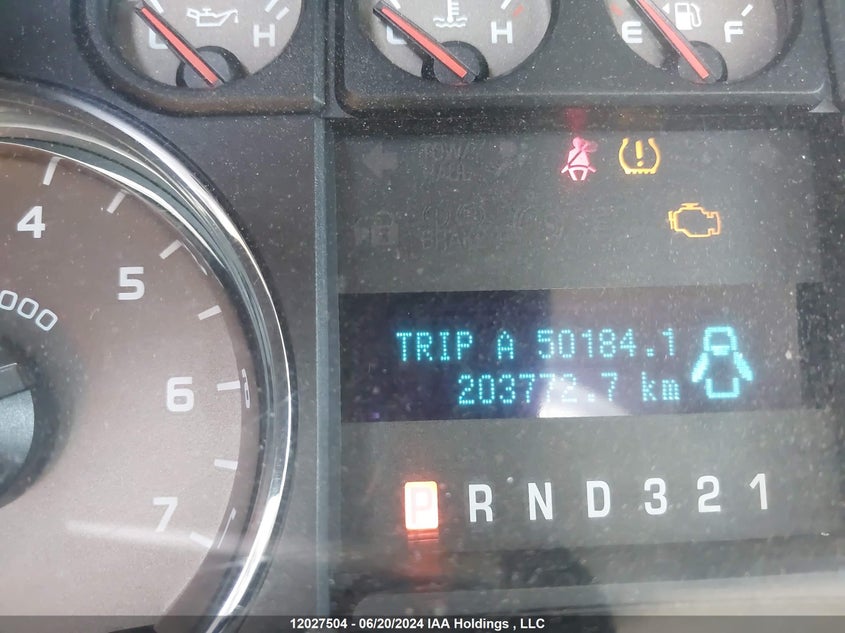 L H
C H
E F
4
5
000
6
7
TRIP A 50184.1
203772.7 km
P R N D 3 2 1
12027504 - 06/20/2024 IAA Holdings , LLC